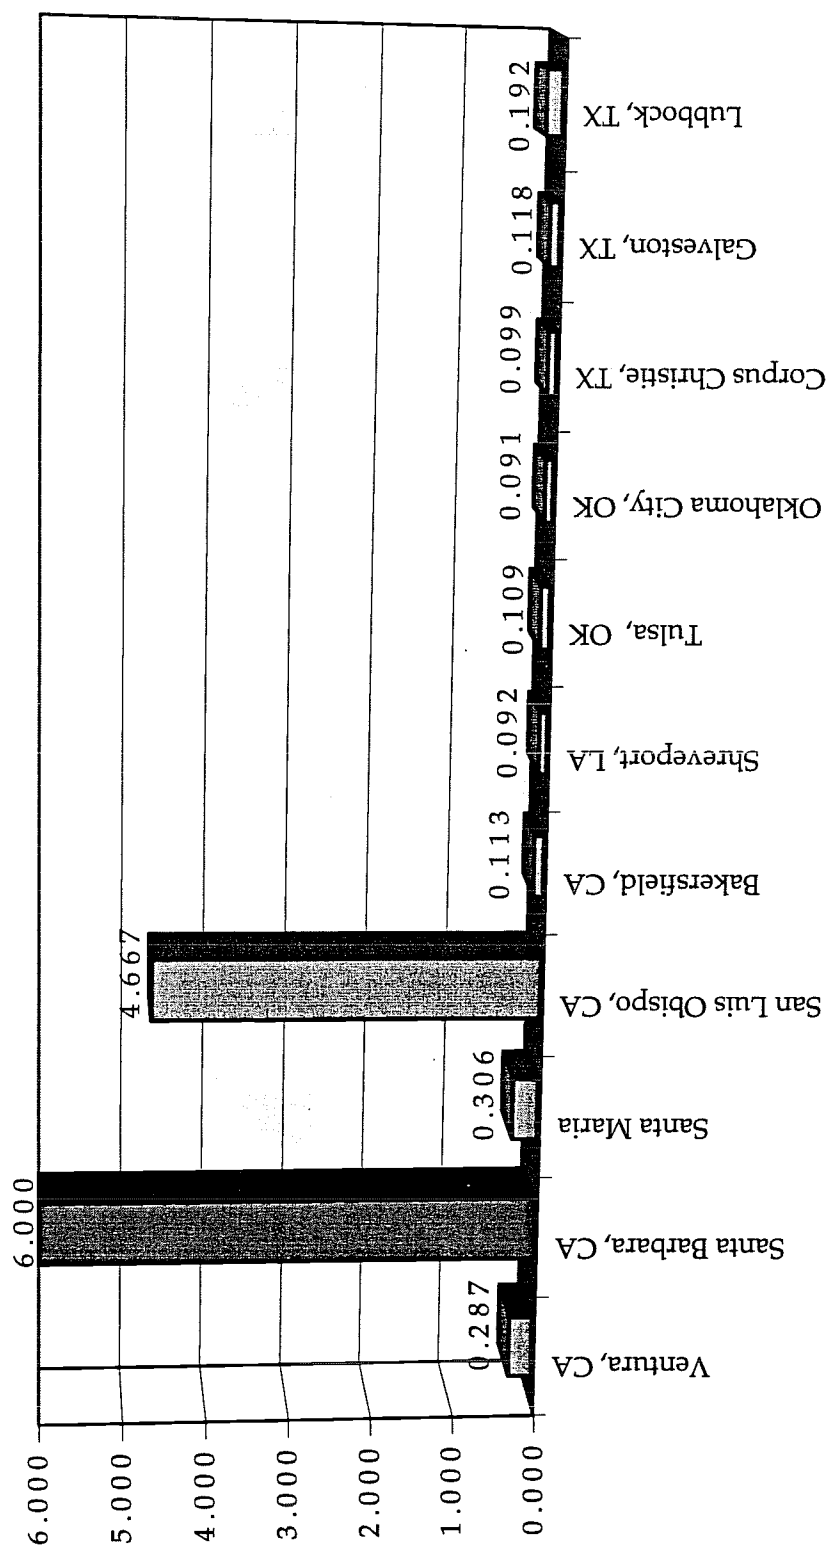 6.000
5.000
4.000
3.000
2.000
1.000
0.000
0.287
6.000
0.306
4.667
0.113
0.092
0.109
0.091
0.099
0.118
0.192
Ventura, CA
Santa Barbara, CA
Santa Maria
San Luis Obispo, CA
Bakersfield, CA
Shreveport, LA
Tulsa, OK
Oklahoma City, OK
Corpus Christie, TX
Galveston, TX
Lubbock, TX